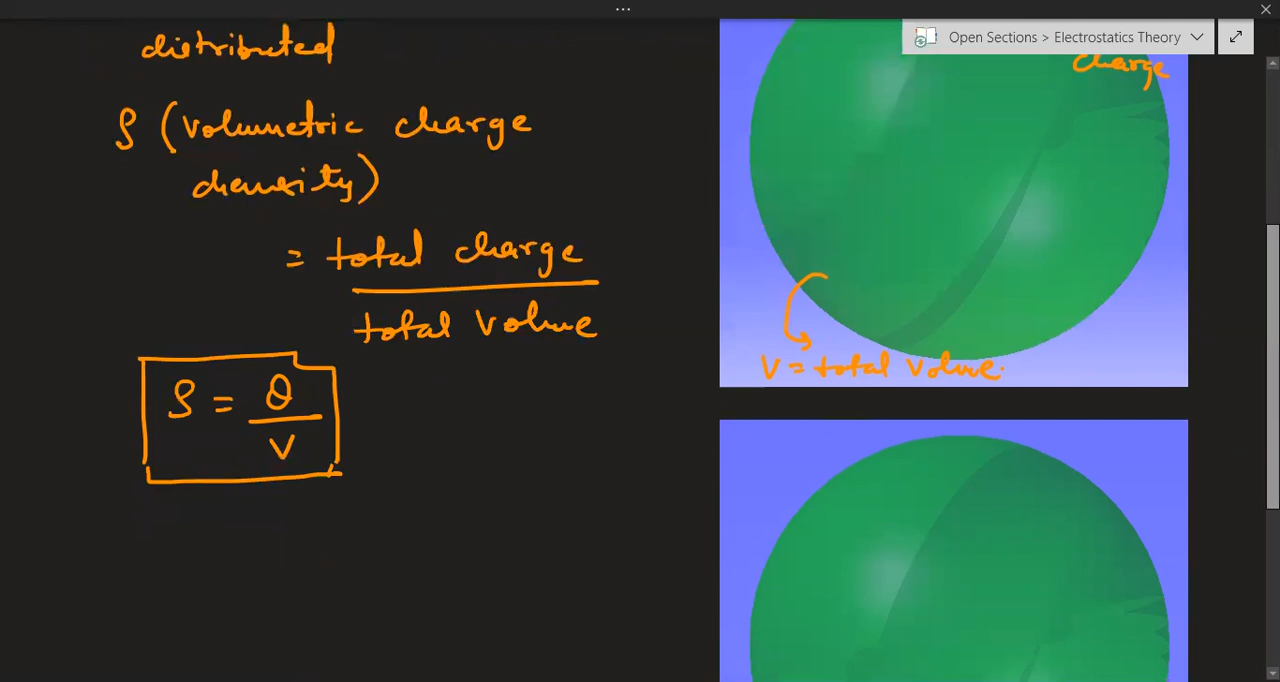 Open Sections > Electrostatics Theory
distributed
charge
ρ (volumetric charge
density)
= total charge
total volume
ρ = Q
V
V = total volume.